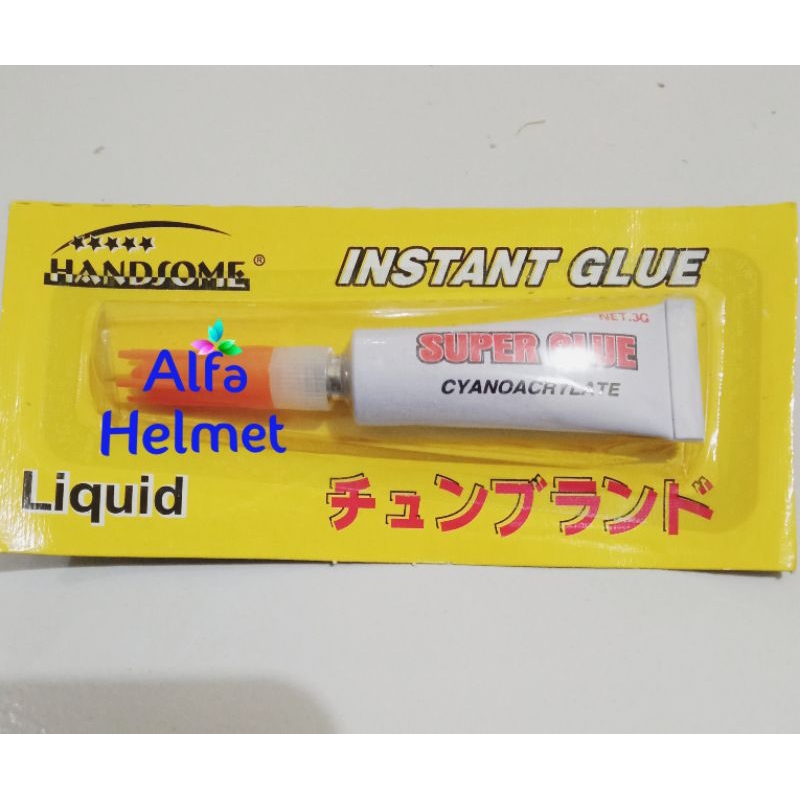 HANDSOME®
INSTANT GLUE
NET.3G
SUPER GLUE
CYANOACRYLATE
Alfa
Helmet
Liquid
チュンブランド